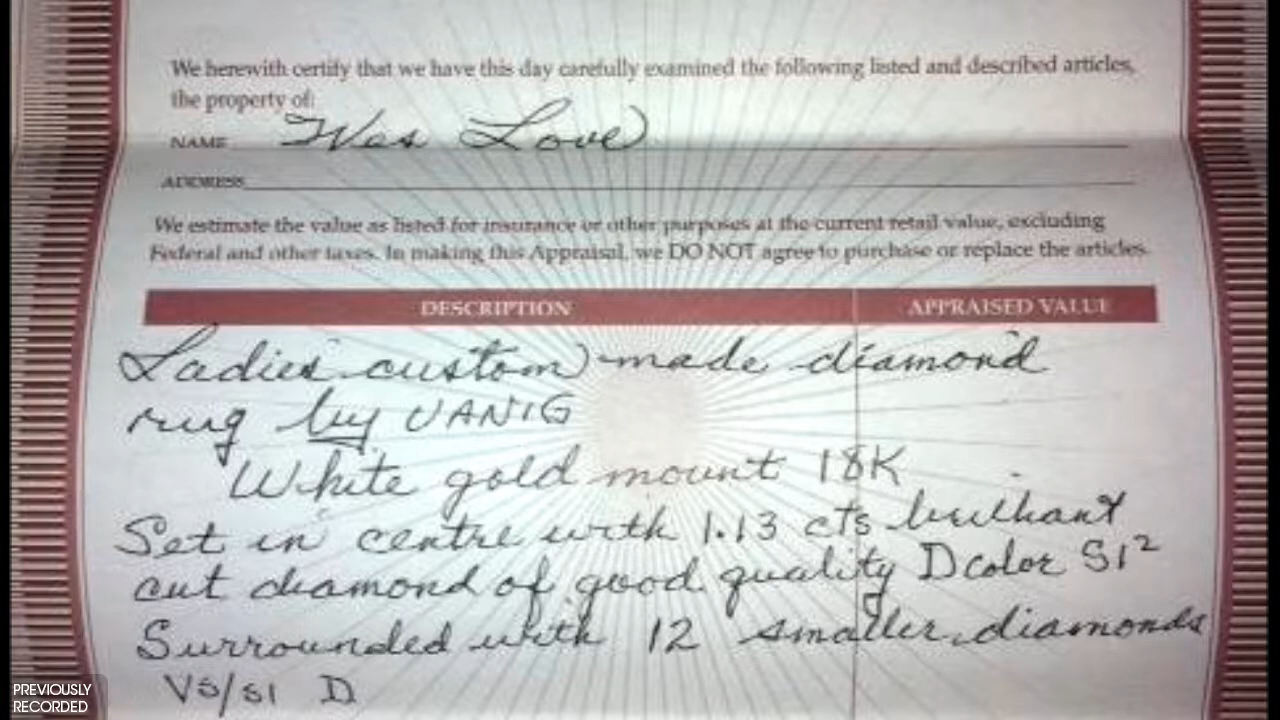 We herewith certify that we have this day carefully examined the following listed and described articles,
the property of:
NAME Wes Love
ADDRESS
We estimate the value as listed for insurance or other purposes at the current retail value, excluding
Federal and other taxes. In making this Appraisal, we DO NOT agree to purchase or replace the articles.
DESCRIPTION APPRAISED VALUE
Ladies custom made diamond
ring by VANIG
White gold mount 18K
Set in centre with 1.13 cts brilliant
cut diamond of good quality D color SI²
Surrounded with 12 smaller diamonds
VS/SI D
PREVIOUSLY
RECORDED